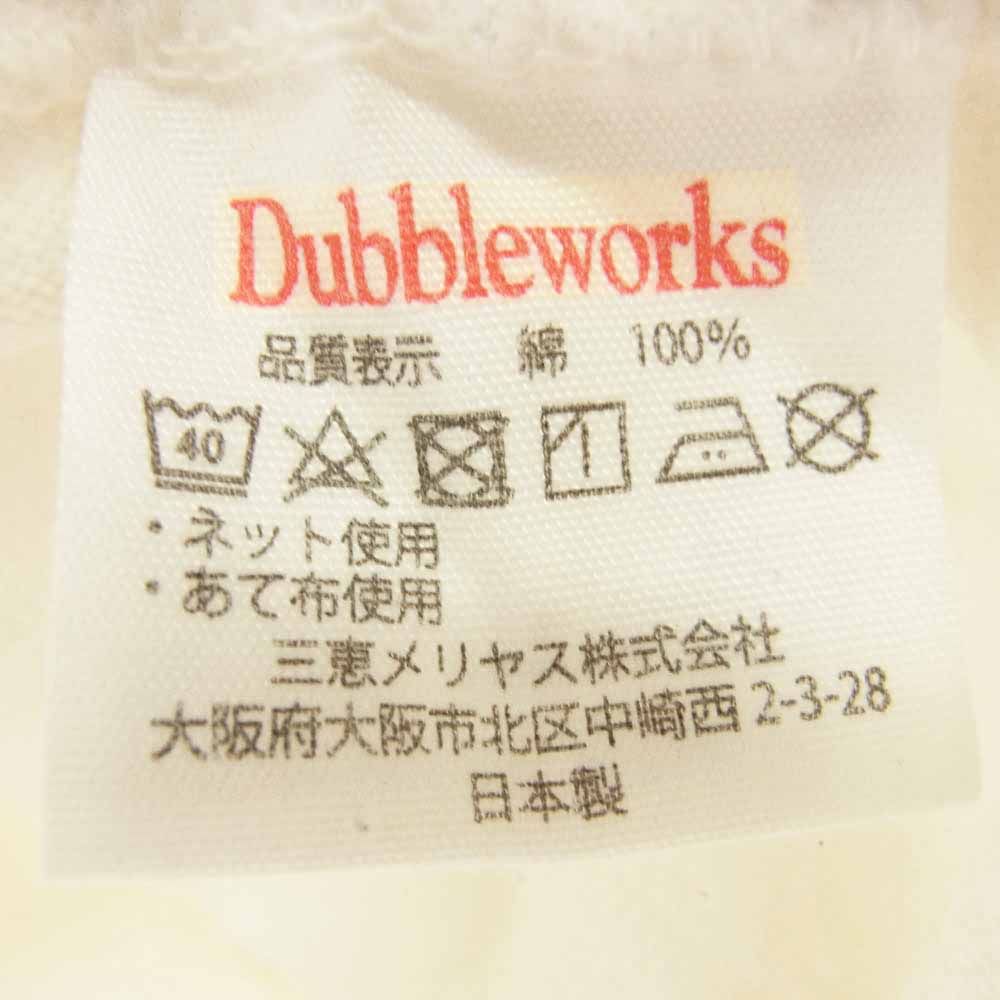 Dubbleworks
品質表示 綿 100%
40
・ネット使用
・あて布使用
三恵メリヤス株式会社
大阪府大阪市北区中崎西 2-3-28
日本製